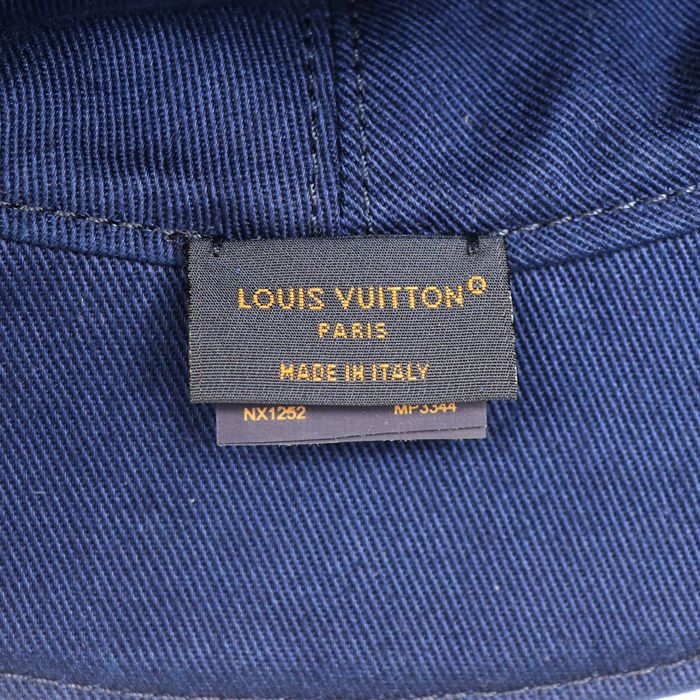 LOUIS VUITTON
PARIS
MADE IN ITALY
NX1252 MP3344